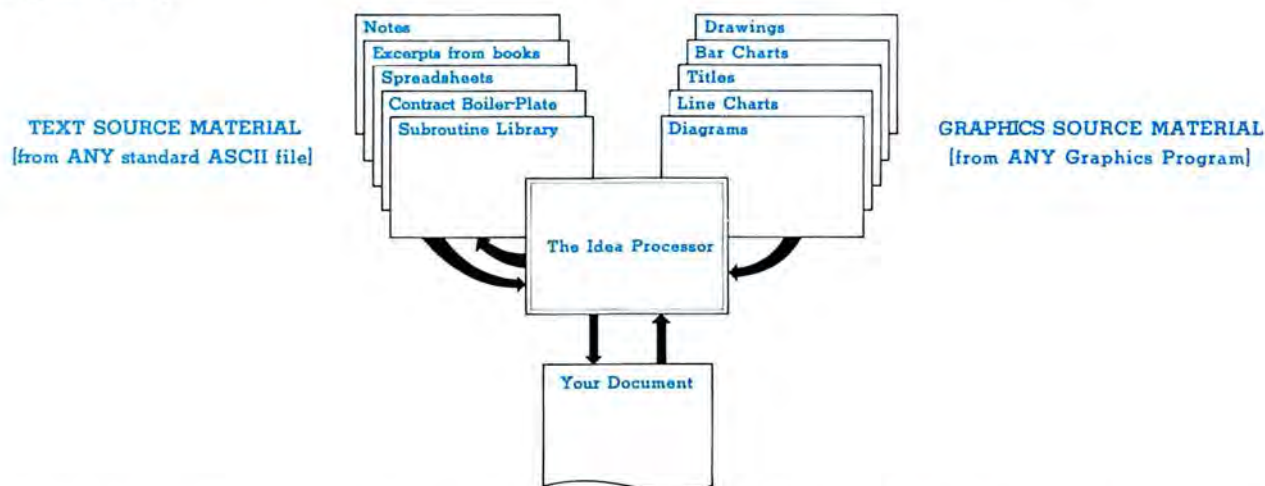 Notes
Excerpts from books
Spreadsheets
Contract Boiler-Plate
Subroutine Library
Drawings
Bar Charts
Titles
Line Charts
Diagrams
TEXT SOURCE MATERIAL
[from ANY standard ASCII file]
GRAPHICS SOURCE MATERIAL
[from ANY Graphics Program]
The Idea Processor
Your Document